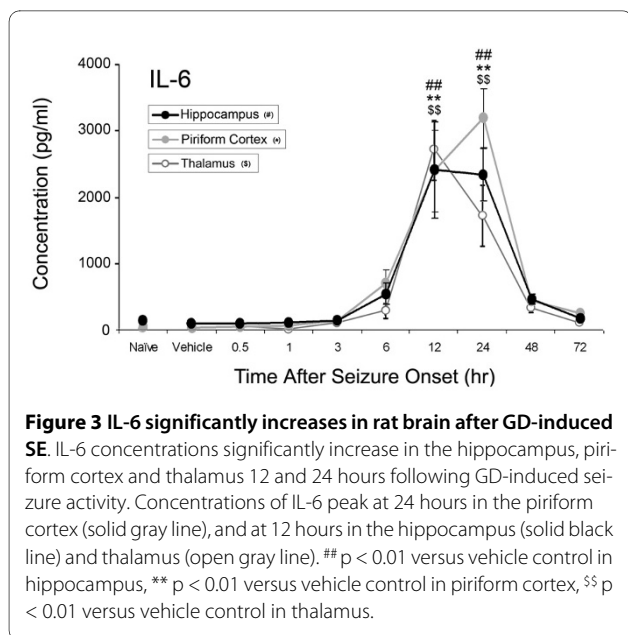 IL-6
Hippocampus (#)
Piriform Cortex (*)
Thalamus ($)
Concentration (pg/ml)
4000
3000
2000
1000
0
##
**
$$
##
**
$$
Naïve Vehicle 0.5 1 3 6 12 24 48 72
Time After Seizure Onset (hr)
Figure 3 IL-6 significantly increases in rat brain after GD-induced
SE. IL-6 concentrations significantly increase in the hippocampus, piri-
form cortex and thalamus 12 and 24 hours following GD-induced sei-
zure activity. Concentrations of IL-6 peak at 24 hours in the piriform
cortex (solid gray line), and at 12 hours in the hippocampus (solid black
line) and thalamus (open gray line). ## p < 0.01 versus vehicle control in
hippocampus, ** p < 0.01 versus vehicle control in piriform cortex, $$ p
< 0.01 versus vehicle control in thalamus.